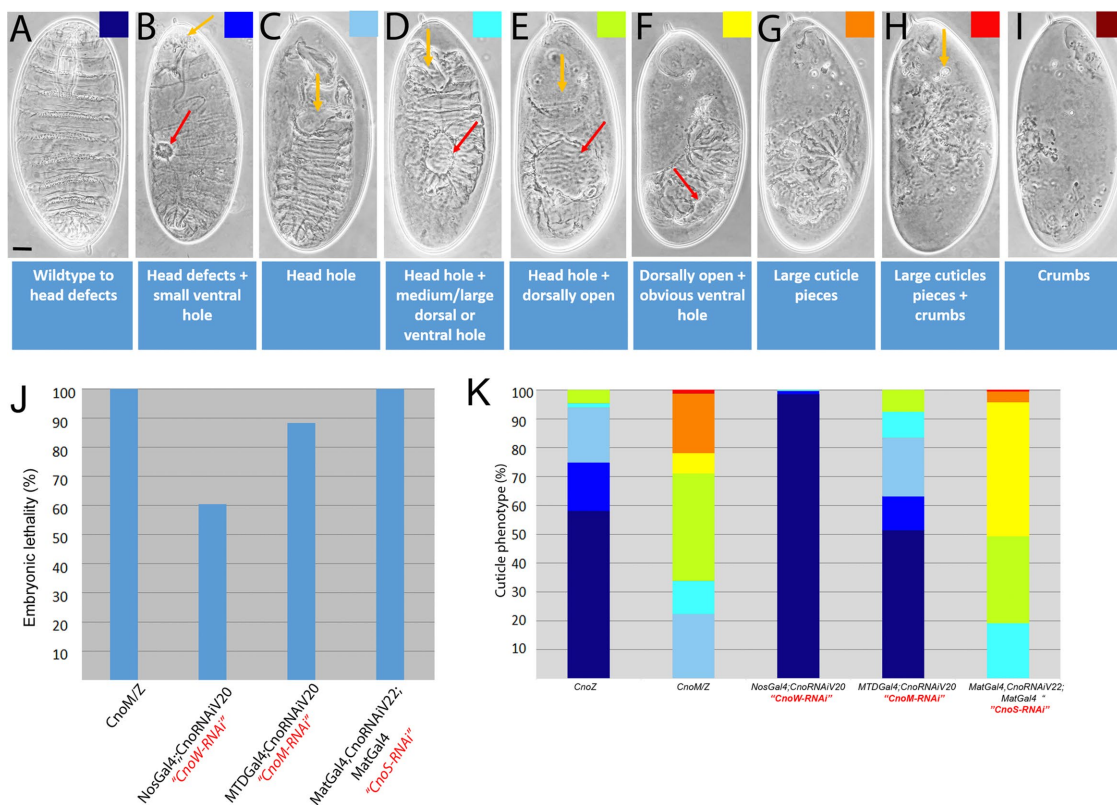 A B C D E F G H I
Wildtype to
head defects
Head defects +
small ventral
hole
Head hole
Head hole +
medium/large
dorsal or
ventral hole
Head hole +
dorsally open
Dorsally open +
obvious ventral
hole
Large cuticle
pieces
Large cuticles
pieces +
crumbs
Crumbs
J
Embryonic lethality (%)
100
90
80
70
60
50
40
30
20
10
CnoM/Z
NosGal4;;CnoRNAiV20
"CnoW-RNAi"
MTDGal4;CnoRNAiV20
"CnoM-RNAi"
MatGal4,CnoRNAiV22;
MatGal4
"CnoS-RNAi"
K
Cuticle phenotype (%)
100
90
80
70
60
50
40
30
20
10
CnoZ
CnoM/Z
NosGal4;CnoRNAiV20
"CnoW-RNAi"
MTDGal4;CnoRNAiV20
"CnoM-RNAi"
MatGal4,CnoRNAiV22;
MatGal4 "
"CnoS-RNAi"